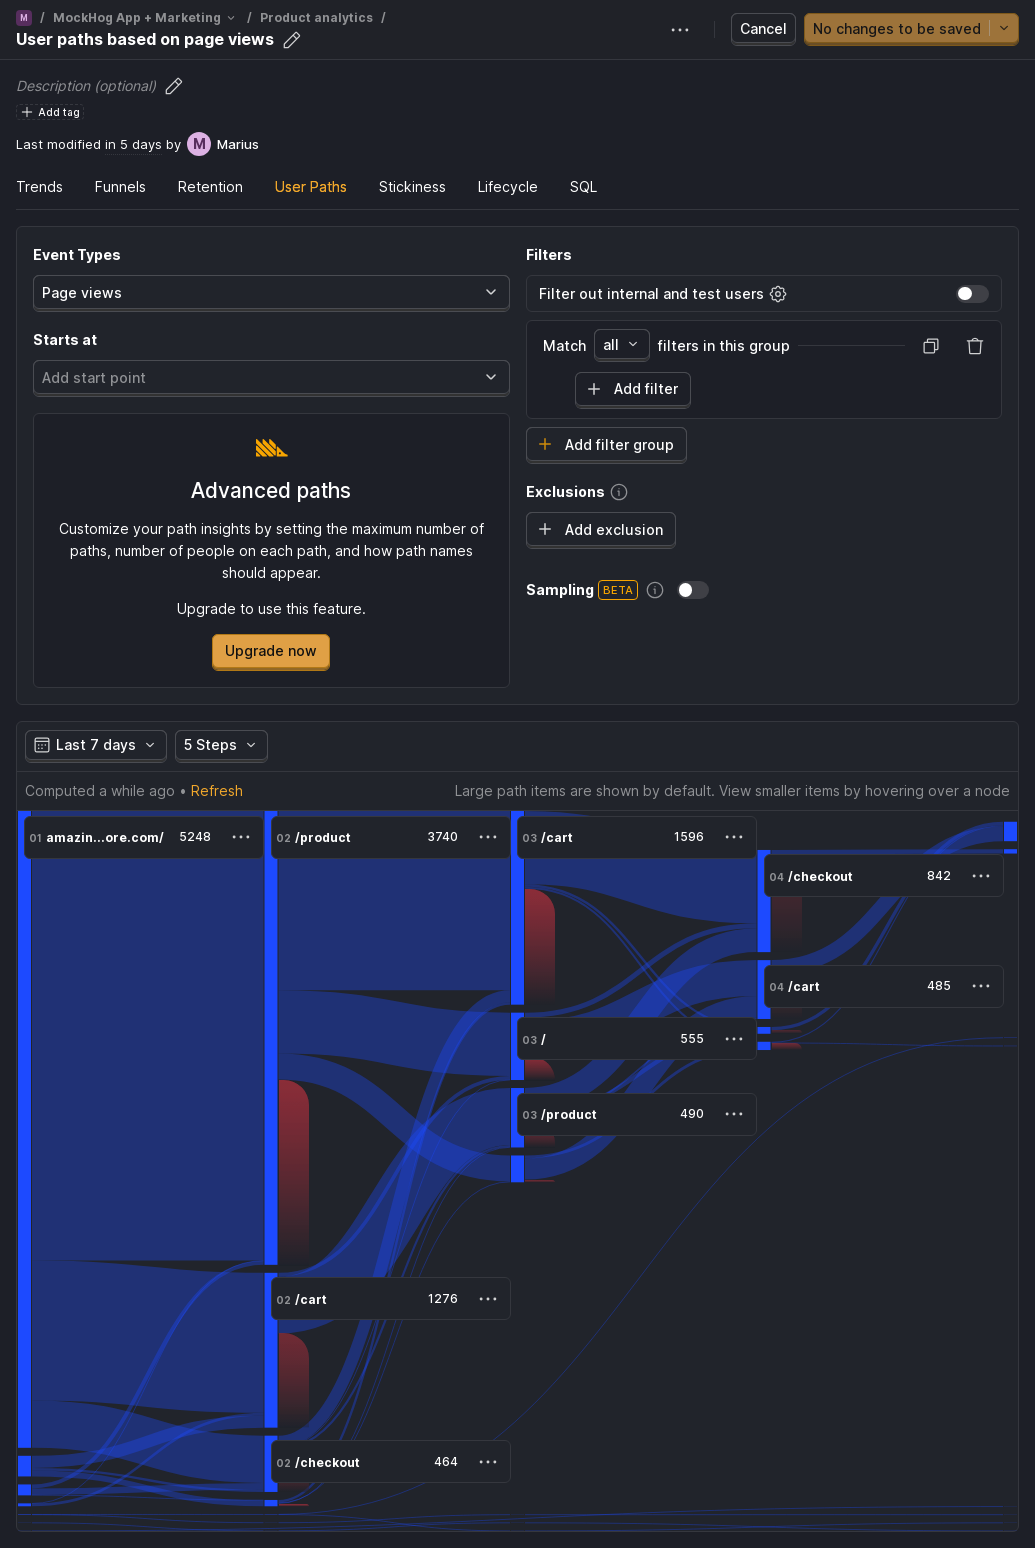 M / MockHog App + Marketing / Product analytics /
User paths based on page views
Cancel
No changes to be saved
Description (optional)
Add tag
Last modified in 5 days by M Marius
Trends Funnels Retention User Paths Stickiness Lifecycle SQL
Event Types
Page views
Starts at
Add start point
Advanced paths
Customize your path insights by setting the maximum number of
paths, number of people on each path, and how path names
should appear.
Upgrade to use this feature.
Upgrade now
Filters
Filter out internal and test users
Match all filters in this group
Add filter
Add filter group
Exclusions
Add exclusion
Sampling BETA
Last 7 days 5 Steps
Computed a while ago • Refresh
Large path items are shown by default. View smaller items by hovering over a node
01 amazin...ore.com/ 5248
02 /product 3740
03 /cart 1596
04 /checkout 842
04 /cart 485
03 / 555
03 /product 490
02 /cart 1276
02 /checkout 464